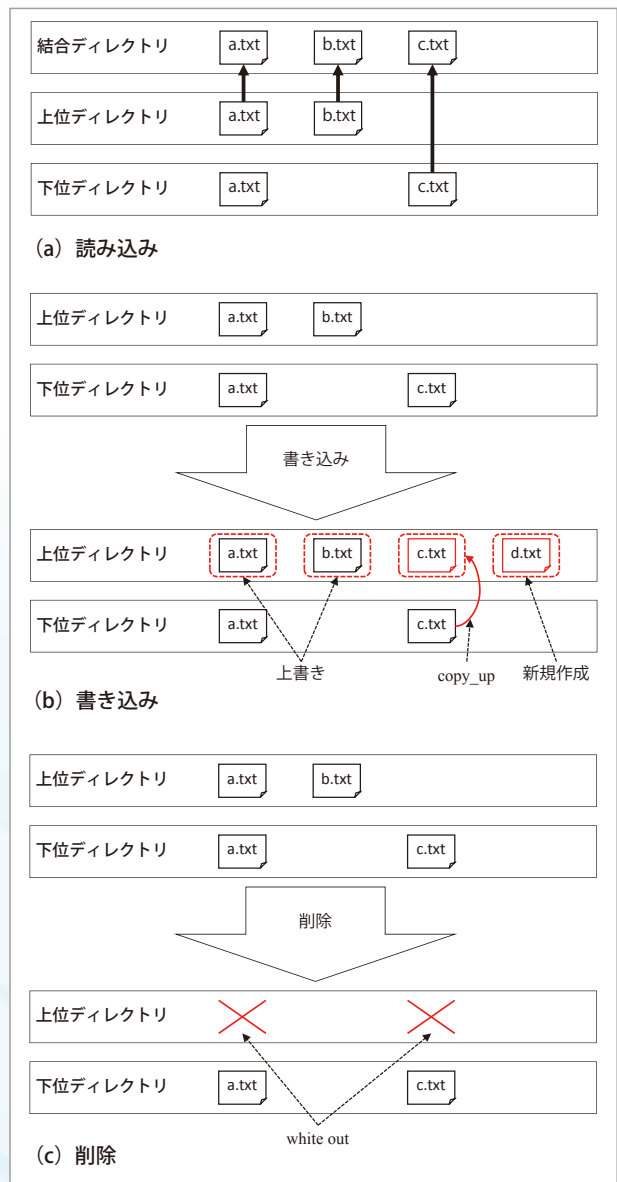 結合ディレクトリ a.txt b.txt c.txt
上位ディレクトリ a.txt b.txt
下位ディレクトリ a.txt c.txt
(a) 読み込み
上位ディレクトリ a.txt b.txt
下位ディレクトリ a.txt c.txt
書き込み
上位ディレクトリ a.txt b.txt c.txt d.txt
下位ディレクトリ a.txt c.txt
上書き copy_up 新規作成
(b) 書き込み
上位ディレクトリ a.txt b.txt
下位ディレクトリ a.txt c.txt
削除
上位ディレクトリ
下位ディレクトリ a.txt c.txt
white out
(c) 削除